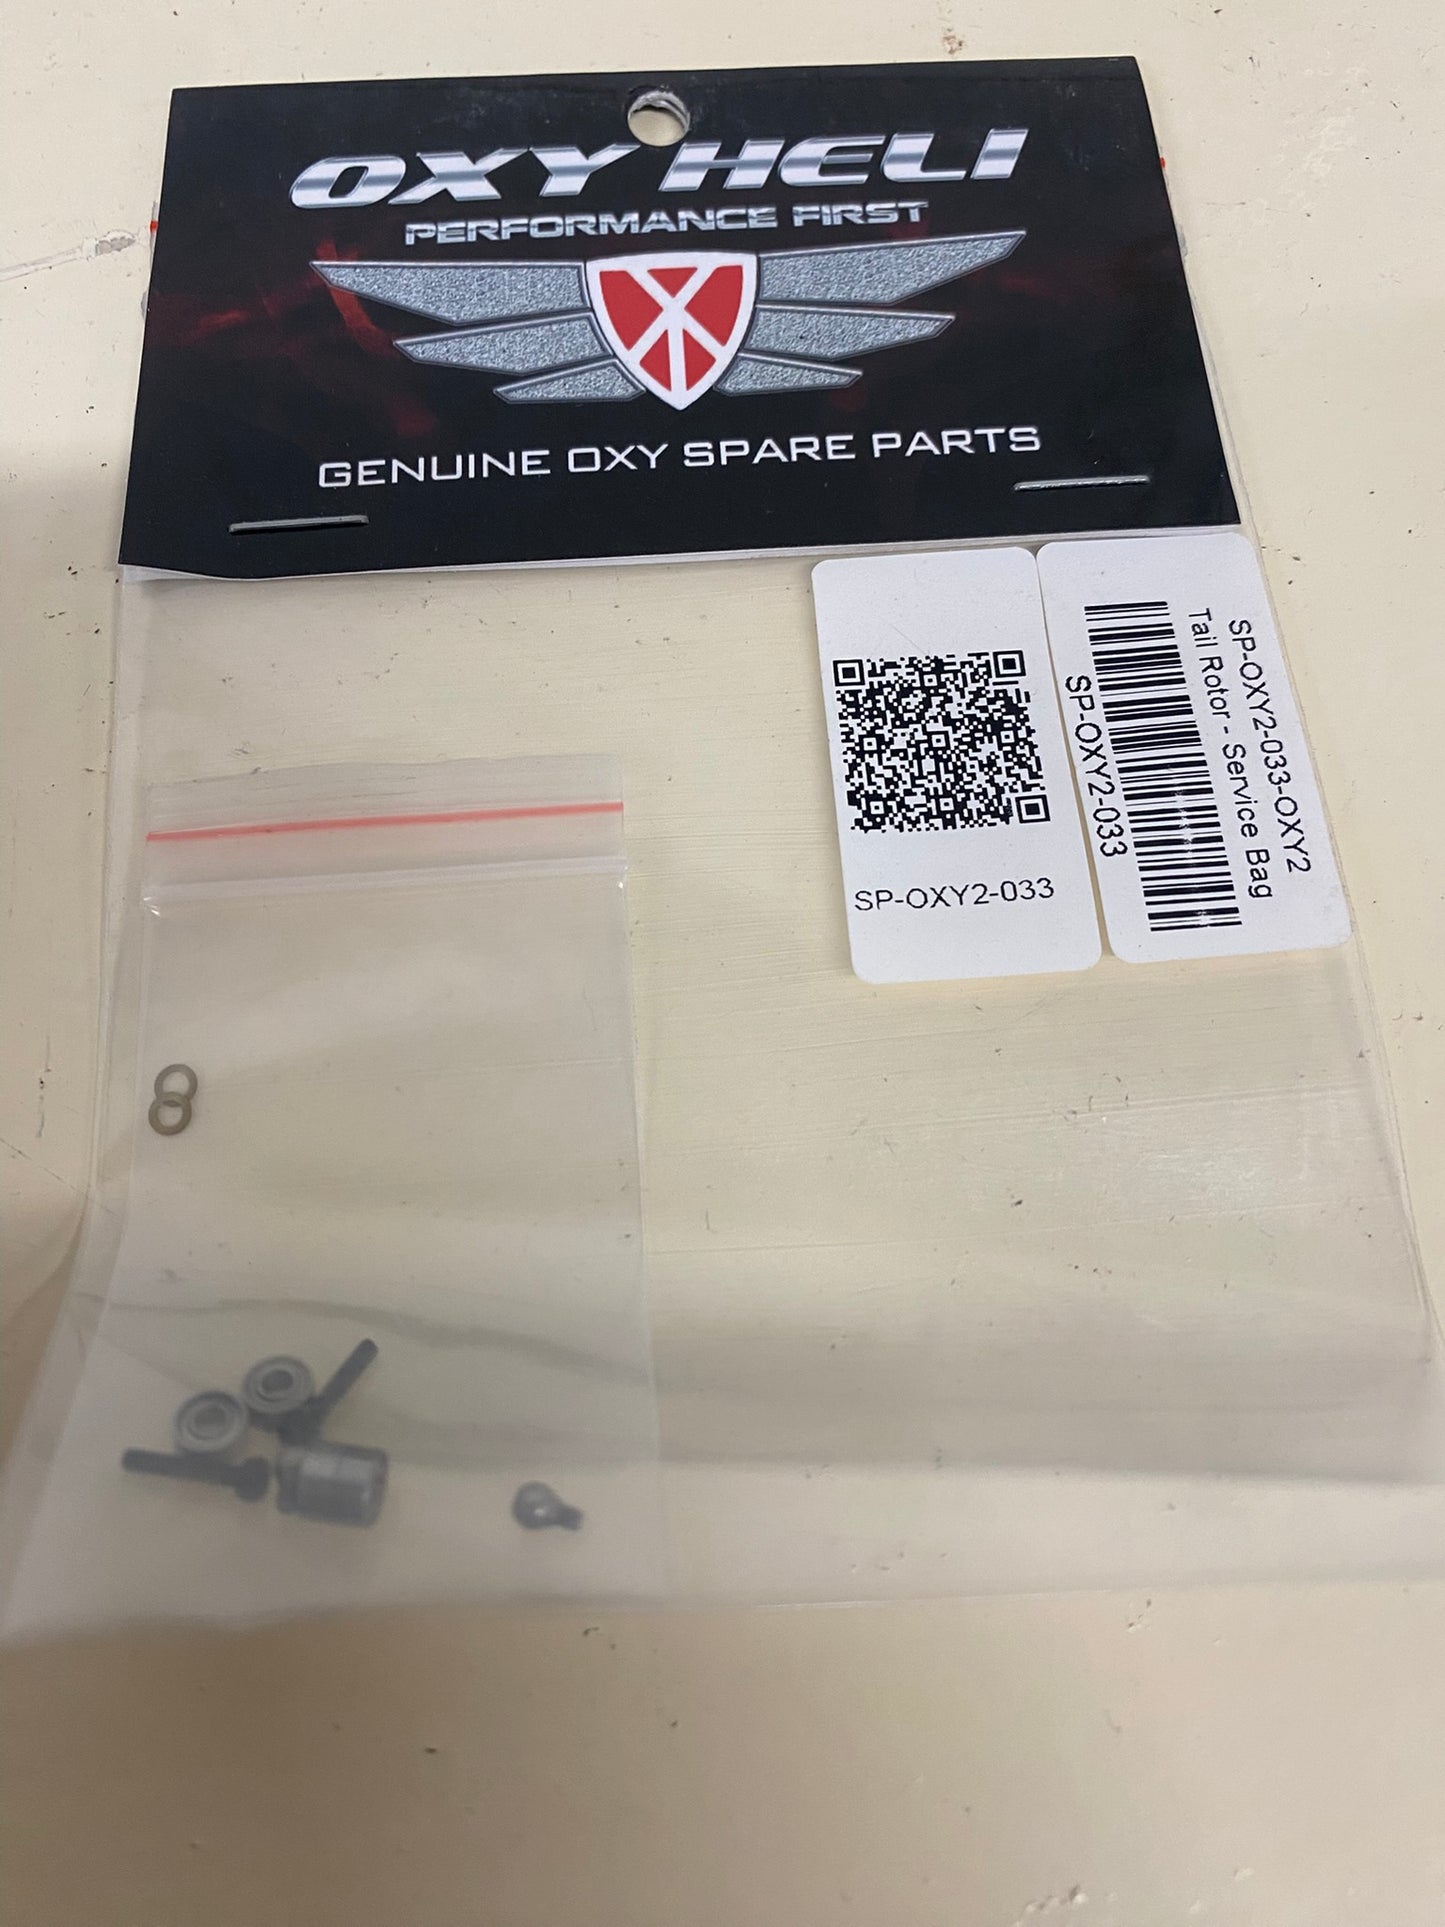 OXY HELI
PERFORMANCE FIRST
GENUINE OXY SPARE PARTS
SP-OXY2-033
SP-OXY2-033-OXY2
Tail Rotor - Service Bag
SP-OXY2-033